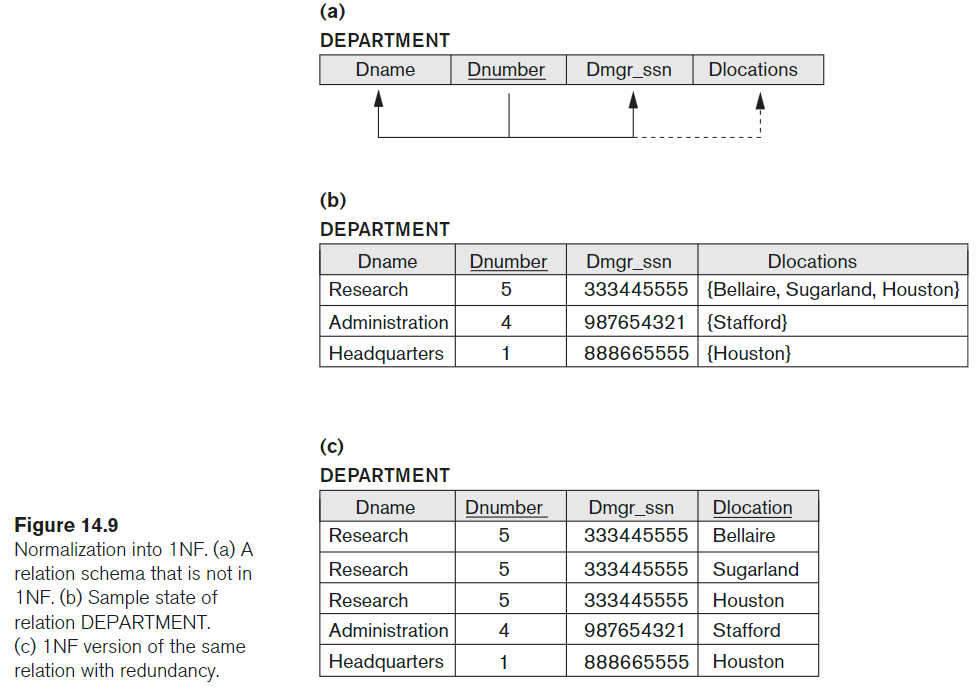 (a)
DEPARTMENT
Dname Dnumber Dmgr_ssn Dlocations
(b)
DEPARTMENT
Dname Dnumber Dmgr_ssn Dlocations
Research 5 333445555 {Bellaire, Sugarland, Houston}
Administration 4 987654321 {Stafford}
Headquarters 1 888665555 {Houston}
(c)
DEPARTMENT
Dname Dnumber Dmgr_ssn Dlocation
Research 5 333445555 Bellaire
Research 5 333445555 Sugarland
Research 5 333445555 Houston
Administration 4 987654321 Stafford
Headquarters 1 888665555 Houston
Figure 14.9
Normalization into 1NF. (a) A
relation schema that is not in
1NF. (b) Sample state of
relation DEPARTMENT.
(c) 1NF version of the same
relation with redundancy.